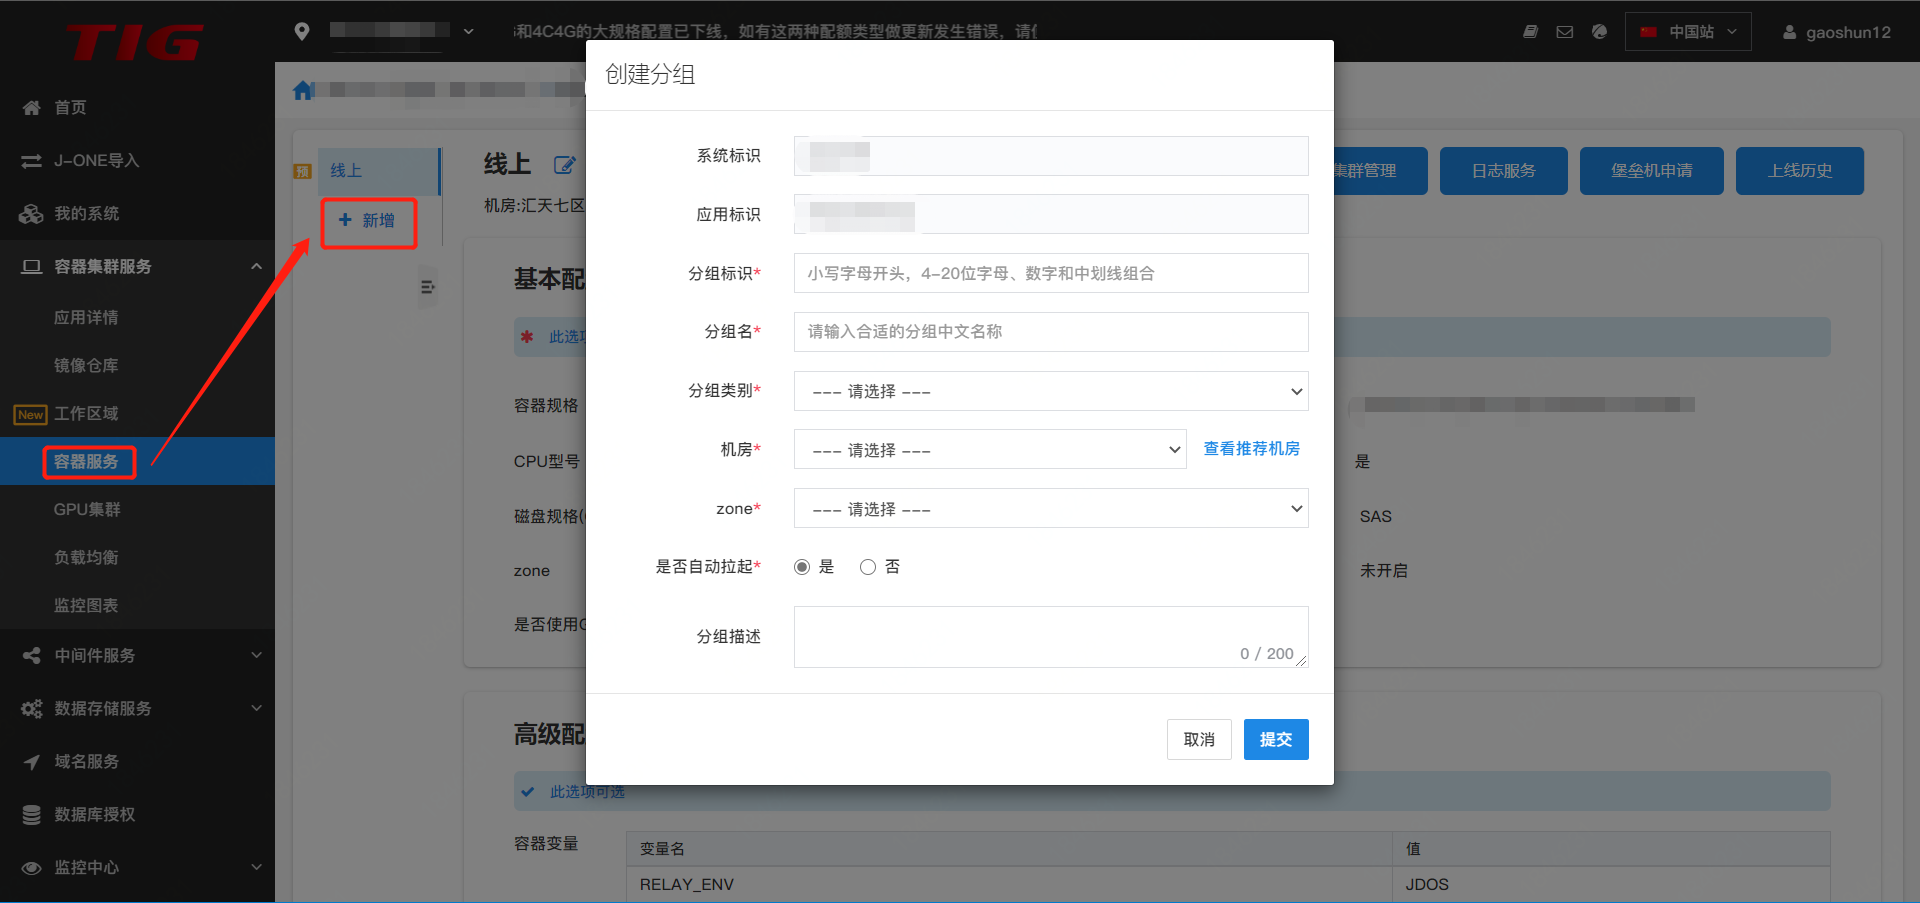 TIG
和4C4G的大规格配置已下线，如有这两种配额类型做更新发生错误，请
中国站
gaoshun12
首页
J-ONE导入
我的系统
容器集群服务
应用详情
镜像仓库
New 工作区域
容器服务
GPU集群
负载均衡
监控图表
中间件服务
数据存储服务
域名服务
数据库授权
监控中心
预 线上
+ 新增
线上
机房:汇天七区
集群管理
日志服务
堡垒机申请
上线历史
基本配
* 此选项
容器规格
CPU型号
是
磁盘规格(
SAS
zone
未开启
是否使用G
高级配
此选项可选
容器变量
变量名
值
RELAY_ENV
JDOS
创建分组
系统标识
应用标识
分组标识* 小写字母开头，4-20位字母、数字和中划线组合
分组名* 请输入合适的分组中文名称
分组类别* --- 请选择 ---
机房* --- 请选择 --- 查看推荐机房
zone* --- 请选择 ---
是否自动拉起* 是 否
分组描述
0 / 200
取消
提交